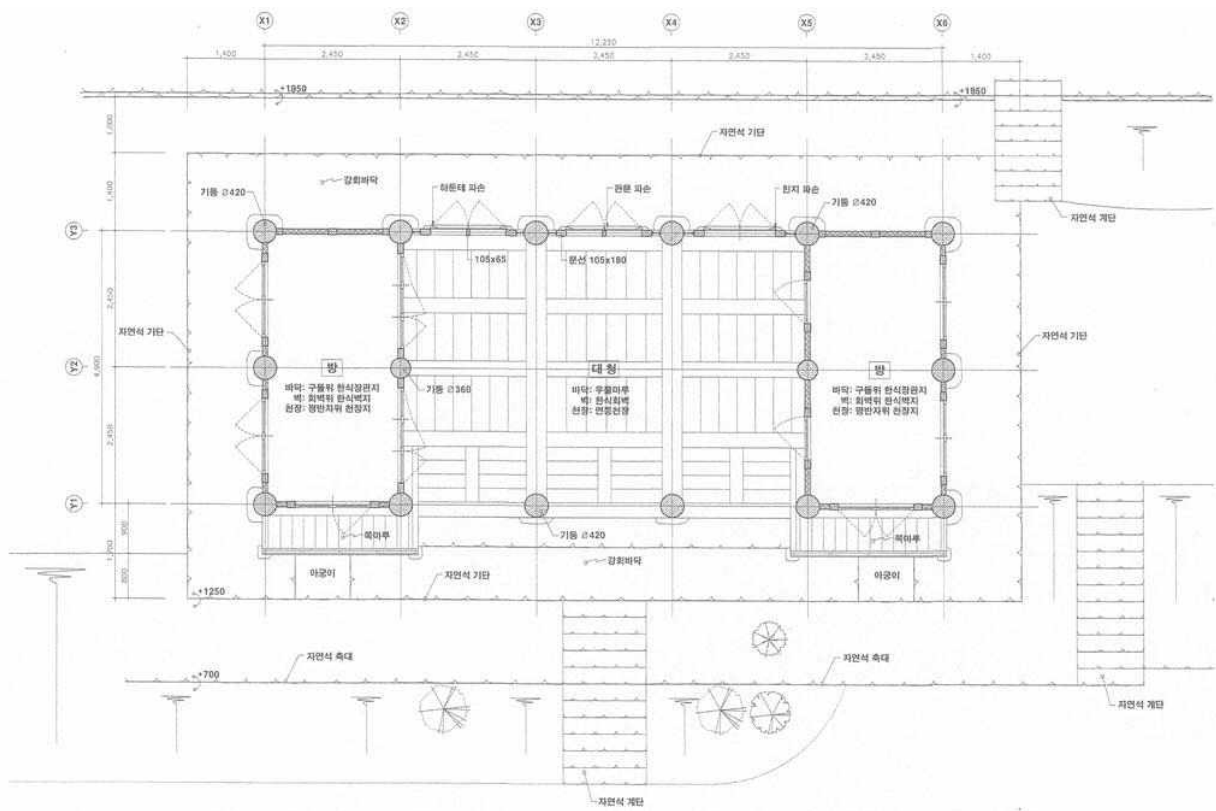 X1 X2 X3 X4 X5 X6
12,250
1,400 2,450 2,450 2,450 2,450 2,450 1,400
+1950 +1950
1,000
자연석 기단
강회바닥
1,400
기둥 Ø420
하둔테 파손
판문 파손
힌지 파손
기둥 Ø420
자연석 계단
Y3
105x65
문선 105x180
2,450
자연석 기단
자연석 기단
4,900
Y2
방
바닥: 구들위 한식장판지
벽: 회벽위 한식벽지
천장: 평반자위 천장지
기둥 Ø360
대청
바닥: 우물마루
벽: 한식회벽
천장: 연등천장
방
바닥: 구들위 한식장판지
벽: 회벽위 한식벽지
천장: 평반자위 천장지
2,450
Y1
900
쪽마루
기둥 Ø420
쪽마루
1,700
강회바닥
800
아궁이
자연석 기단
아궁이
+1250
자연석 축대
자연석 축대
+700
자연석 계단
자연석 계단